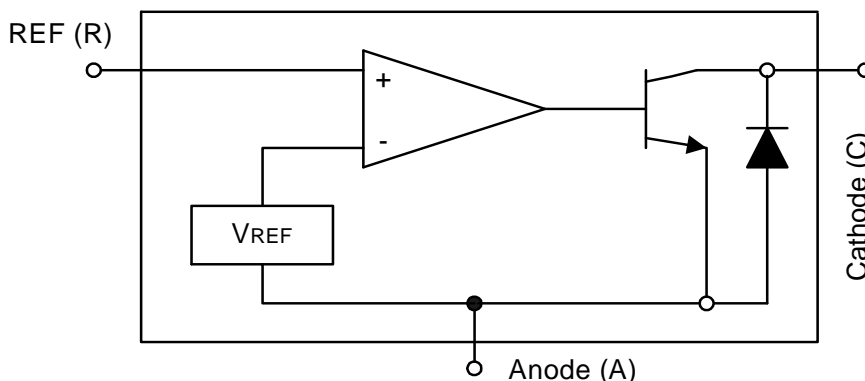 REF (R)
+
-
VREF
Cathode (C)
Anode (A)